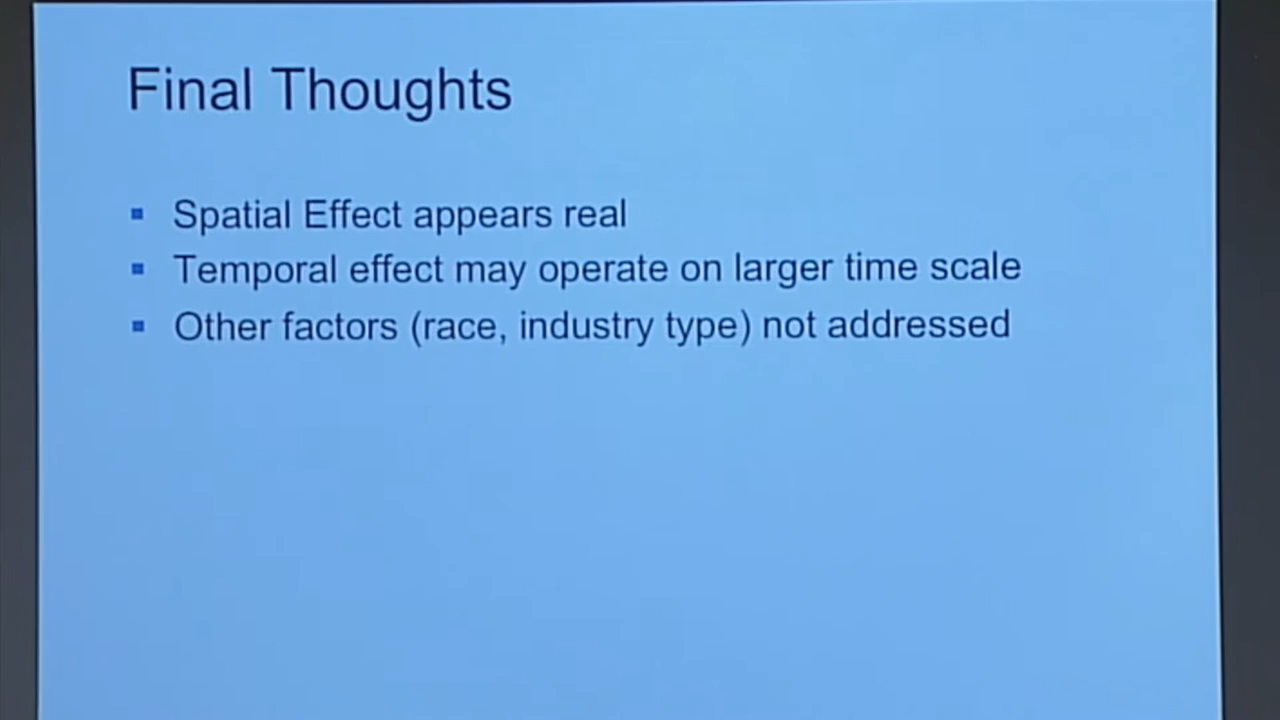 Final Thoughts
▪ Spatial Effect appears real
▪ Temporal effect may operate on larger time scale
▪ Other factors (race, industry type) not addressed